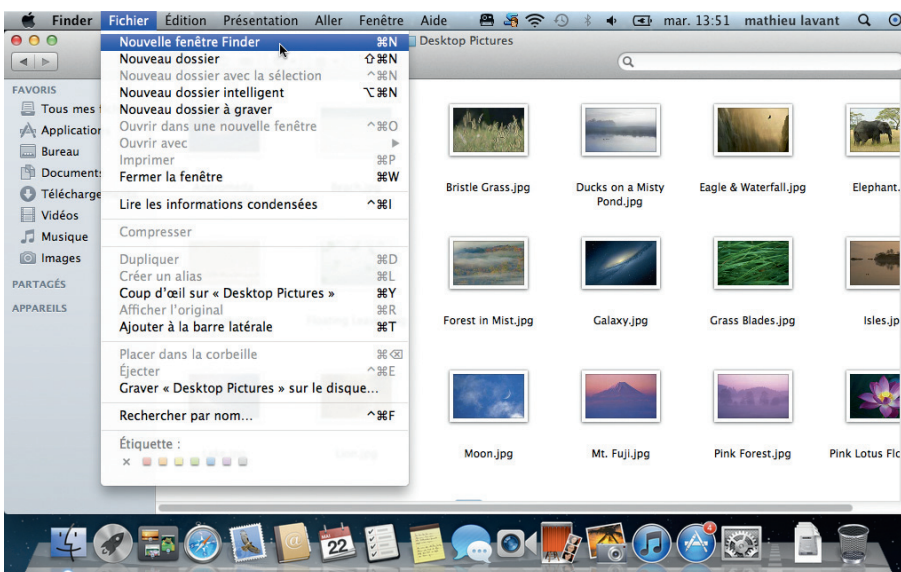 Finder Fichier Édition Présentation Aller Fenêtre Aide mar. 13:51 mathieu lavant
Desktop Pictures
Nouvelle fenêtre Finder ⌘N
Nouveau dossier ⇧⌘N
Nouveau dossier avec la sélection ^⌘N
Nouveau dossier intelligent ⌥⌘N
Nouveau dossier à graver
Ouvrir dans une nouvelle fenêtre ^⌘O
Ouvrir avec
Imprimer ⌘P
Fermer la fenêtre ⌘W
Lire les informations condensées ^⌘I
Compresser
Dupliquer ⌘D
Créer un alias ⌘L
Coup d'œil sur « Desktop Pictures » ⌘Y
Afficher l'original ⌘R
Ajouter à la barre latérale ⌘T
Placer dans la corbeille ⌘⌫
Éjecter ^⌘E
Graver « Desktop Pictures » sur le disque...
Rechercher par nom... ^⌘F
Étiquette :
FAVORIS
Tous mes
Application
Bureau
Documents
Télécharge
Vidéos
Musique
Images
PARTAGÉS
APPAREILS
Bristle Grass.jpg
Ducks on a Misty
Pond.jpg
Eagle & Waterfall.jpg
Elephant.
Forest in Mist.jpg
Galaxy.jpg
Grass Blades.jpg
Isles.jp
Moon.jpg
Mt. Fuji.jpg
Pink Forest.jpg
Pink Lotus Flo
22
4